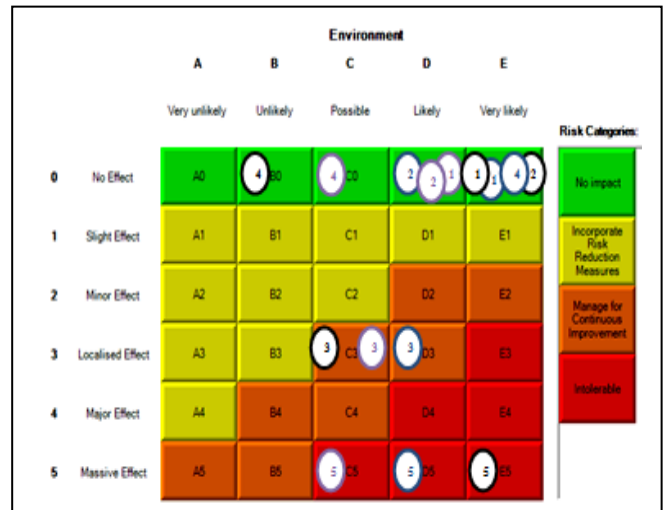 Environment
A B C D E
Very unlikely Unlikely Possible Likely Very likely
Risk Categories:
0 No Effect A0 4 B0 4 C0 2 2 1 1 1 4 2 No impact
1 Slight Effect A1 B1 C1 D1 E1 Incorporate
Risk
Reduction
Measures
2 Minor Effect A2 B2 C2 D2 E2 Manage for
Continuous
Improvement
3 Localised Effect A3 B3 3 C3 3 3 D3 E3 Intolerable
4 Major Effect A4 B4 C4 D4 E4
5 Massive Effect A5 B5 5 C5 5 D5 5 E5